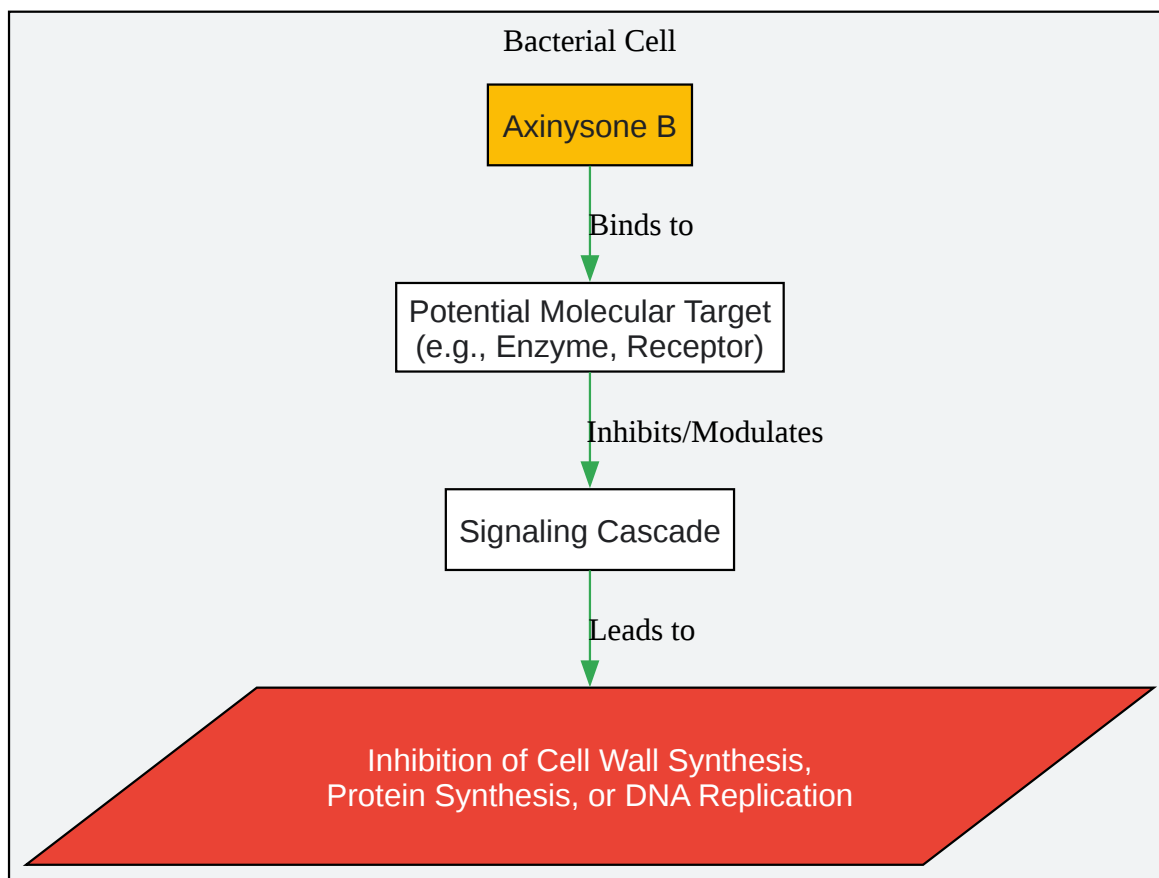 Bacterial Cell
Axinysone B
Binds to
Potential Molecular Target
(e.g., Enzyme, Receptor)
Inhibits/Modulates
Signaling Cascade
Leads to
Inhibition of Cell Wall Synthesis,
Protein Synthesis, or DNA Replication